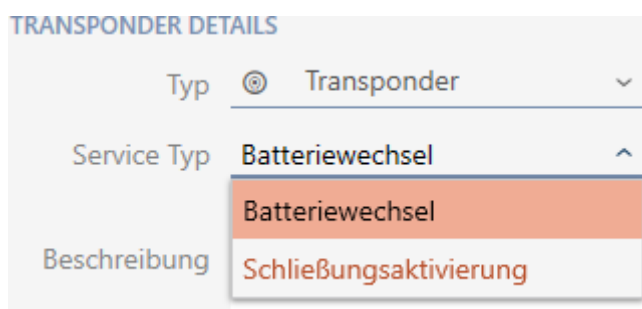 TRANSPONDER DETAILS
Typ Transponder
Service Typ Batteriewechsel
Batteriewechsel
Beschreibung Schließungsaktivierung